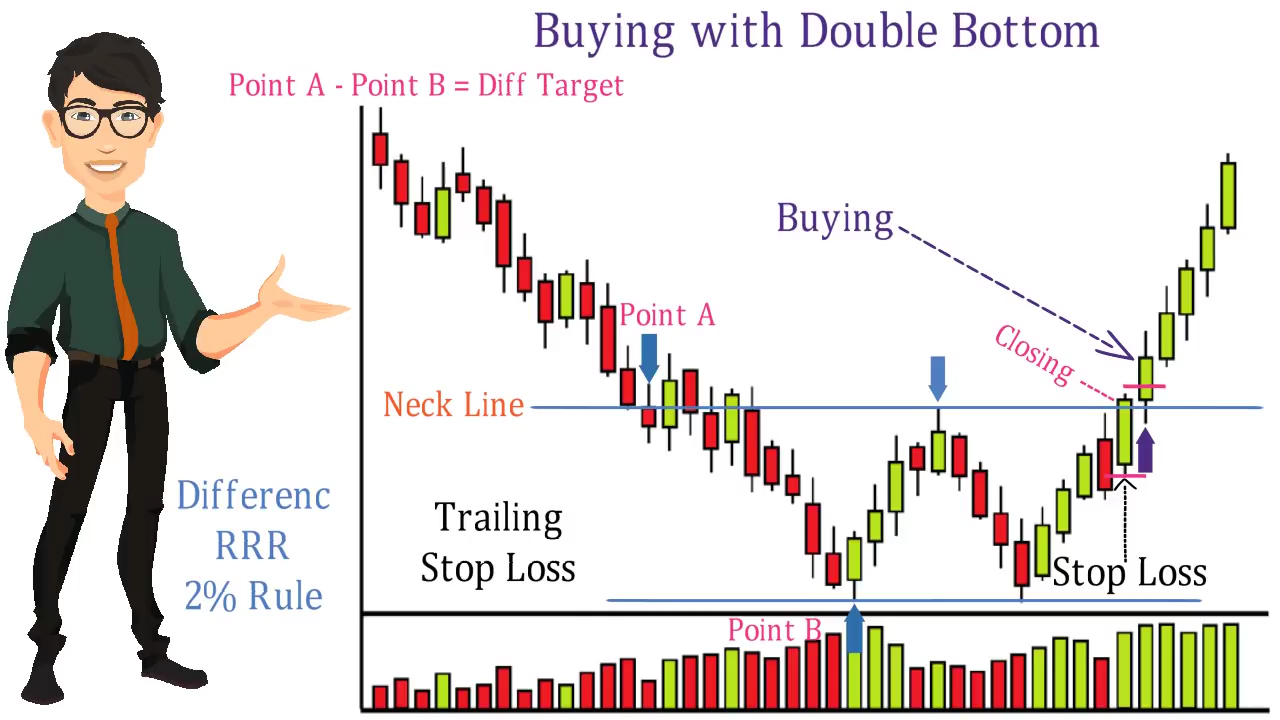 Buying with Double Bottom
Point A - Point B = Diff Target
Buying
Point A
Closing
Neck Line
Differenc
RRR
2% Rule
Trailing
Stop Loss
Stop Loss
Point B